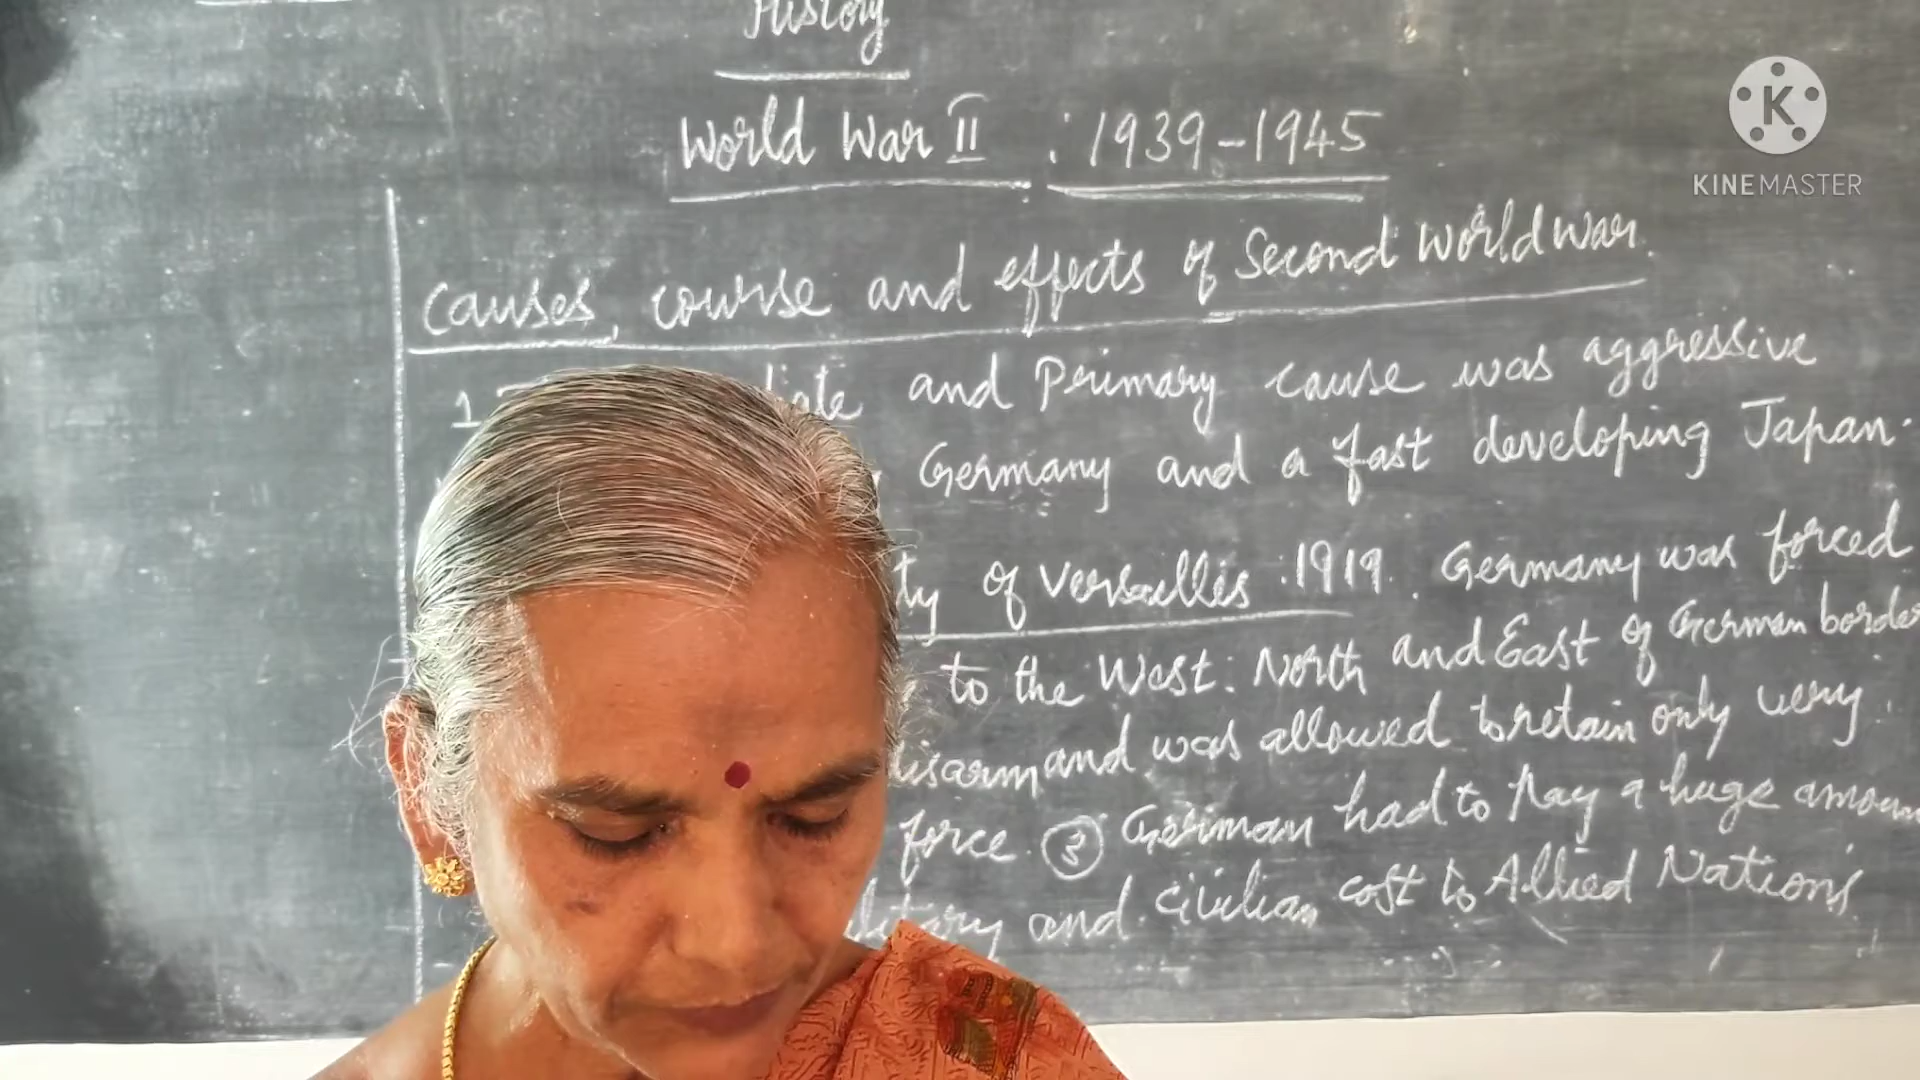 History
World War II : 1939-1945
KINEMASTER
Causes, course and effects of Second World War.
1 and Primary cause was aggressive
Germany and a fast developing Japan.
of Versailles :1919. Germany was forced
to the West: North and East of German border
and was allowed to retain only very
force. ③ German had to pay a huge
and civilian cost to Allied Nations